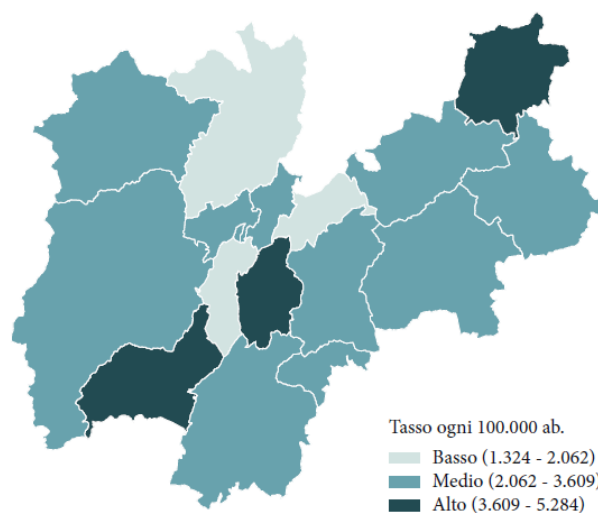 Tasso ogni 100.000 ab.
Basso (1.324 - 2.062)
Medio (2.062 - 3.609)
Alto (3.609 - 5.284)